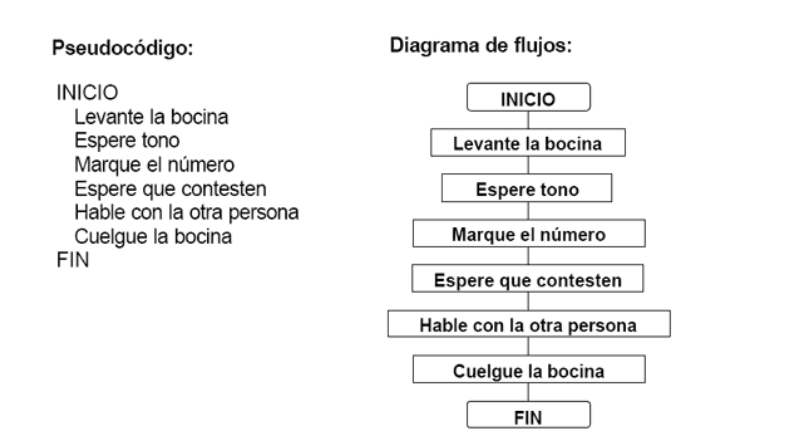 Pseudocódigo:
INICIO
Levante la bocina
Espere tono
Marque el número
Espere que contesten
Hable con la otra persona
Cuelgue la bocina
FIN
Diagrama de flujos:
INICIO
Levante la bocina
Espere tono
Marque el número
Espere que contesten
Hable con la otra persona
Cuelgue la bocina
FIN